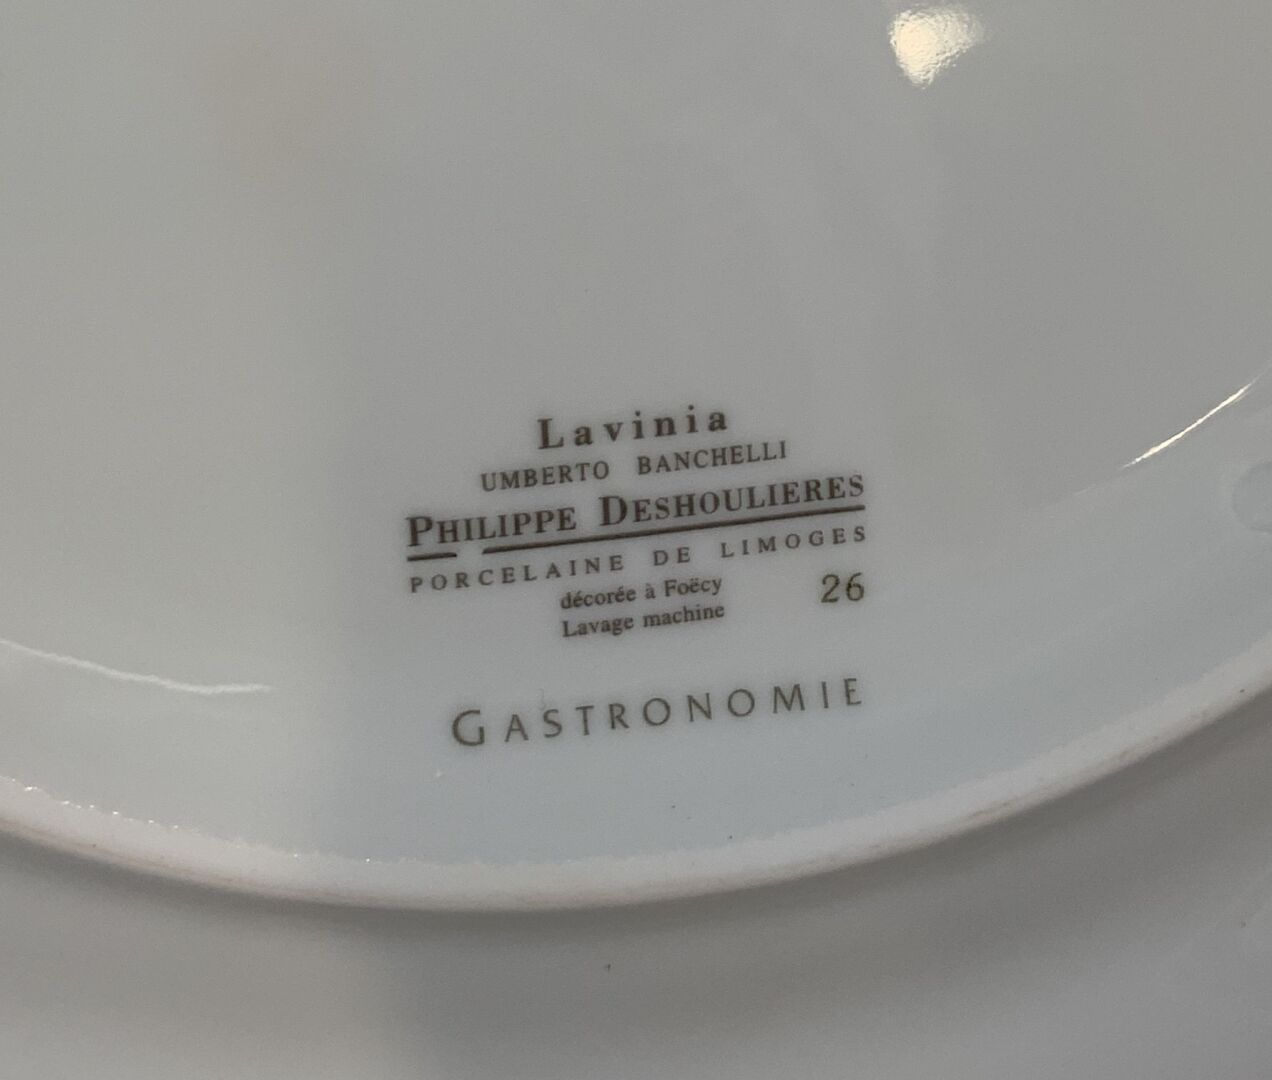 Lavinia
UMBERTO BANCHELLI
PHILIPPE DESHOULIERES
PORCELAINE DE LIMOGES
décorée à Foëcy 26
Lavage machine
GASTRONOMIE